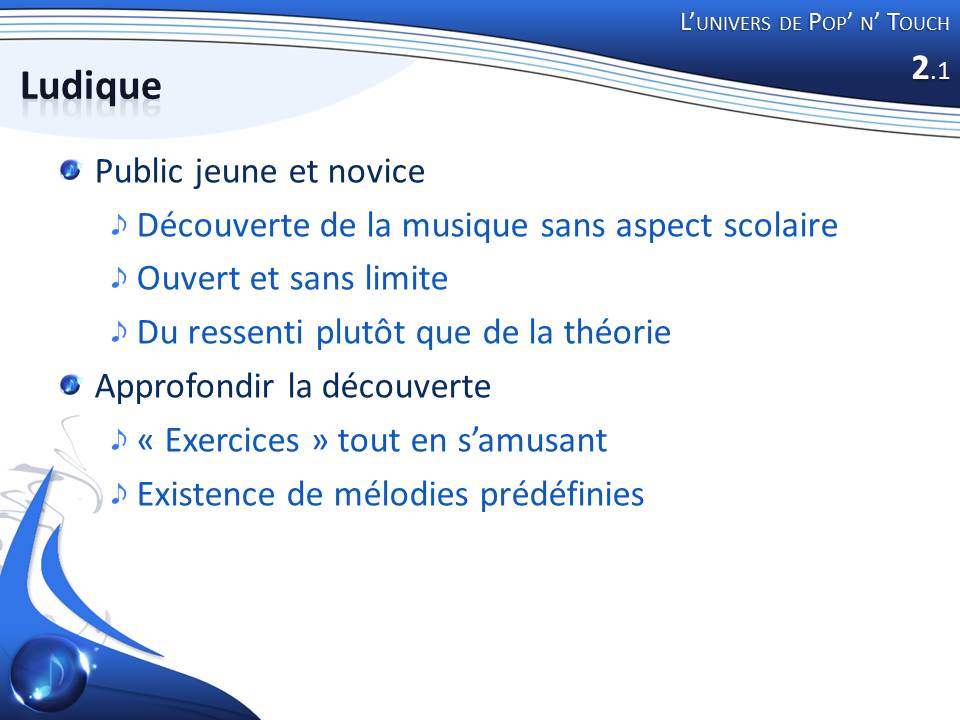 L’univers de Pop’ n’ Touch
2.1
Ludique
Public jeune et novice
Découverte de la musique sans aspect scolaire
Ouvert et sans limite
Du ressenti plutôt que de la théorie
Approfondir la découverte
« Exercices » tout en s’amusant
Existence de mélodies prédéfinies